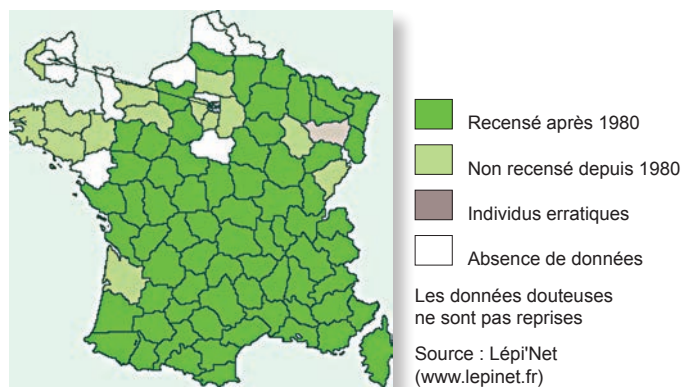 Recensé après 1980
Non recensé depuis 1980
Individus erratiques
Absence de données
Les données douteuses
ne sont pas reprises
Source : Lépi'Net
(www.lepinet.fr)